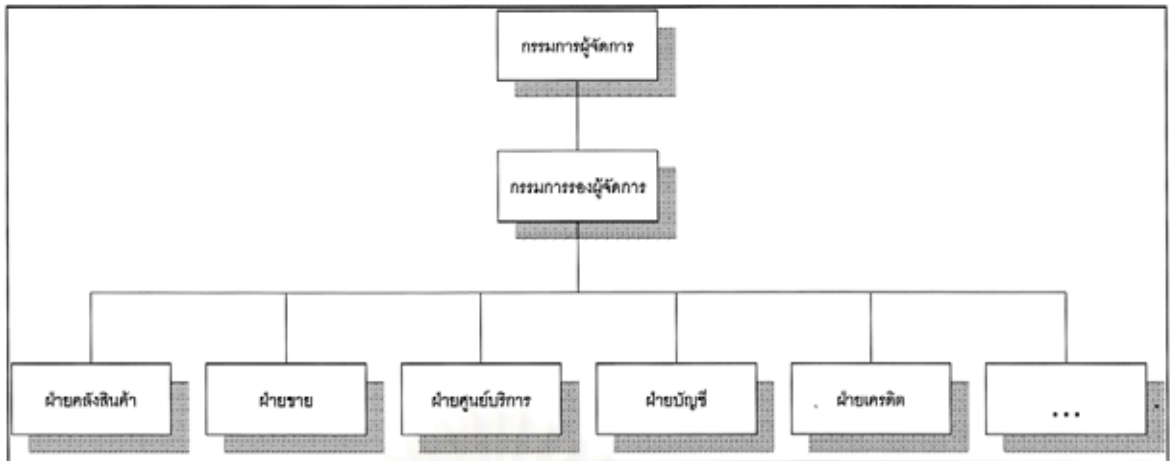 กรรมการผู้จัดการ
กรรมการรองผู้จัดการ
ฝ่ายคลังสินค้า
ฝ่ายขาย
ฝ่ายศูนย์บริการ
ฝ่ายบัญชี
ฝ่ายเครดิต
...